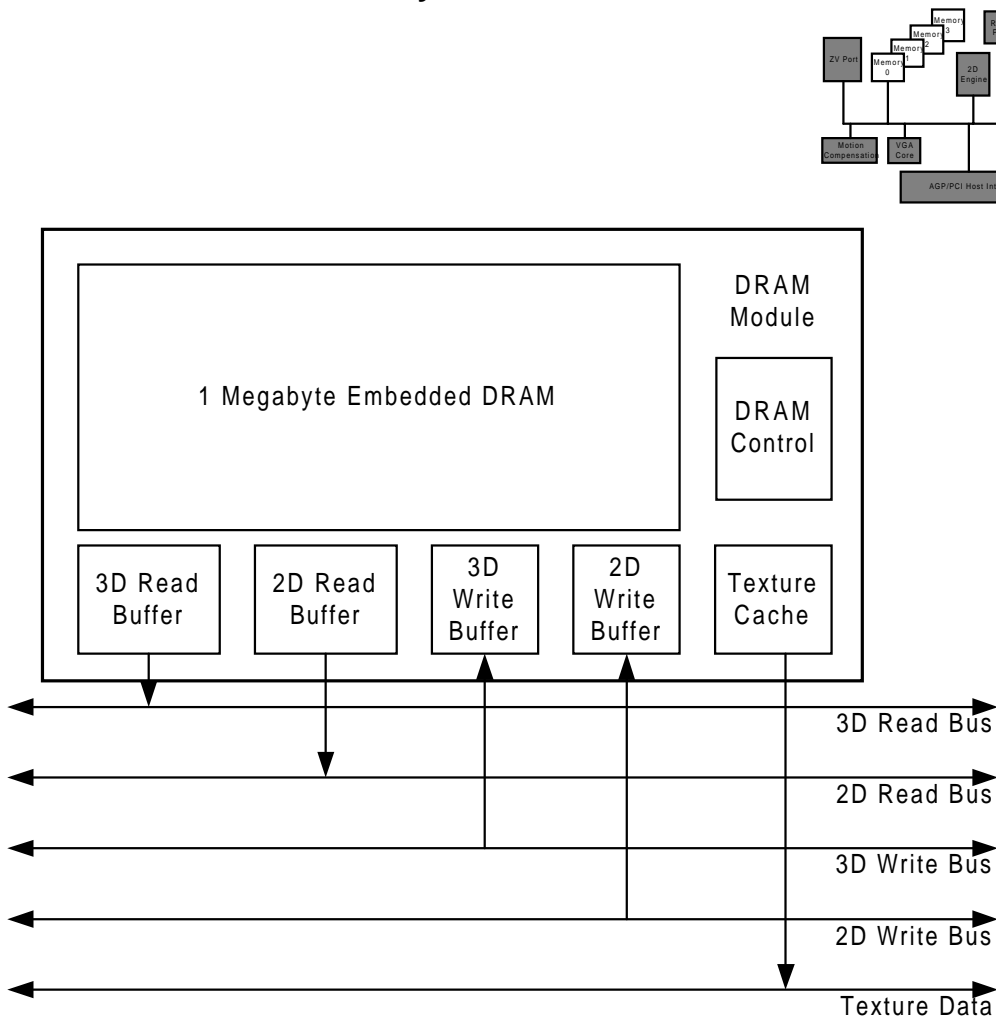 Memory
3
Memory
2
Memory
1
Memory
0
ZV Port
2D
Engine
Motion
Compensation
VGA
Core
AGP/PCI Host Int
DRAM
Module
1 Megabyte Embedded DRAM
DRAM
Control
3D Read
Buffer
2D Read
Buffer
3D
Write
Buffer
2D
Write
Buffer
Texture
Cache
3D Read Bus
2D Read Bus
3D Write Bus
2D Write Bus
Texture Data